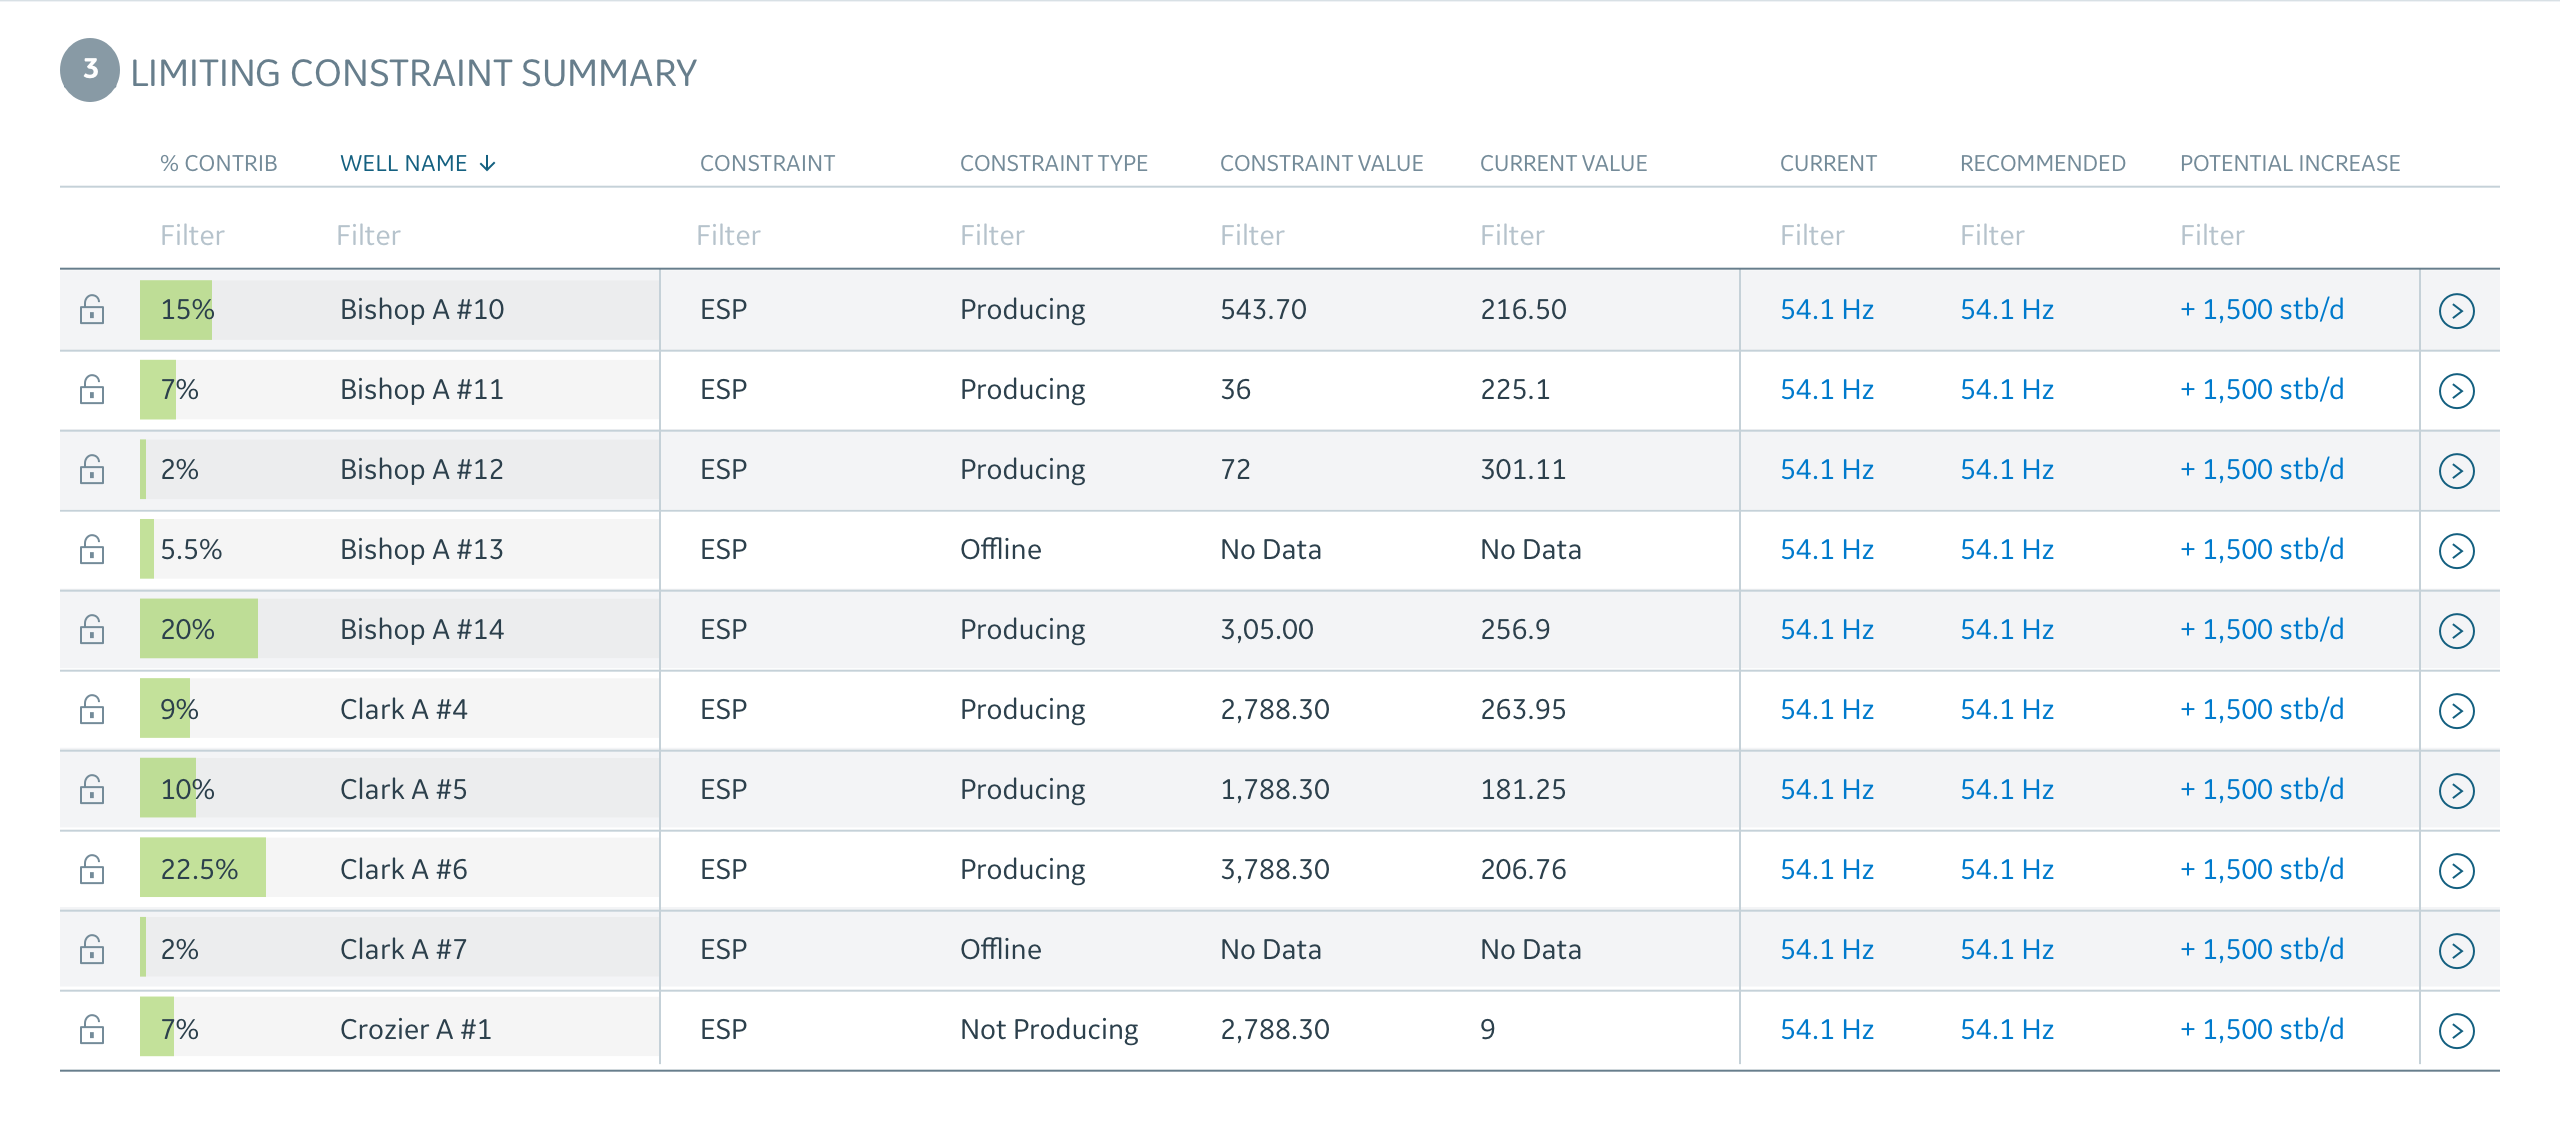 3 LIMITING CONSTRAINT SUMMARY
% CONTRIB WELL NAME ↓ CONSTRAINT CONSTRAINT TYPE CONSTRAINT VALUE CURRENT VALUE CURRENT RECOMMENDED POTENTIAL INCREASE
Filter Filter Filter Filter Filter Filter Filter Filter Filter
15% Bishop A #10 ESP Producing 543.70 216.50 54.1 Hz 54.1 Hz + 1,500 stb/d
7% Bishop A #11 ESP Producing 36 225.1 54.1 Hz 54.1 Hz + 1,500 stb/d
2% Bishop A #12 ESP Producing 72 301.11 54.1 Hz 54.1 Hz + 1,500 stb/d
5.5% Bishop A #13 ESP Offline No Data No Data 54.1 Hz 54.1 Hz + 1,500 stb/d
20% Bishop A #14 ESP Producing 3,05.00 256.9 54.1 Hz 54.1 Hz + 1,500 stb/d
9% Clark A #4 ESP Producing 2,788.30 263.95 54.1 Hz 54.1 Hz + 1,500 stb/d
10% Clark A #5 ESP Producing 1,788.30 181.25 54.1 Hz 54.1 Hz + 1,500 stb/d
22.5% Clark A #6 ESP Producing 3,788.30 206.76 54.1 Hz 54.1 Hz + 1,500 stb/d
2% Clark A #7 ESP Offline No Data No Data 54.1 Hz 54.1 Hz + 1,500 stb/d
7% Crozier A #1 ESP Not Producing 2,788.30 9 54.1 Hz 54.1 Hz + 1,500 stb/d